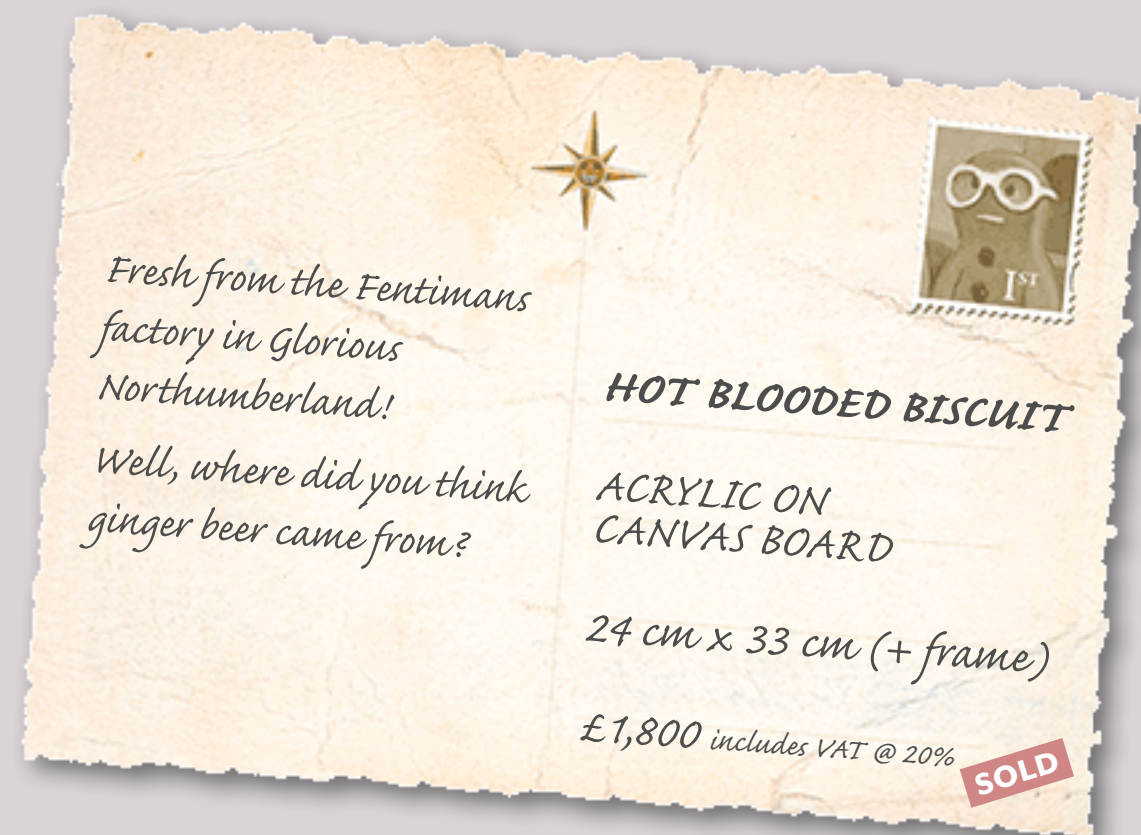 Fresh from the Fentimans
factory in Glorious
Northumberland!
Well, where did you think
ginger beer came from?
1ST
HOT BLOODED BISCUIT
ACRYLIC ON
CANVAS BOARD
24 cm x 33 cm (+ frame)
£1,800 includes VAT @ 20%
SOLD